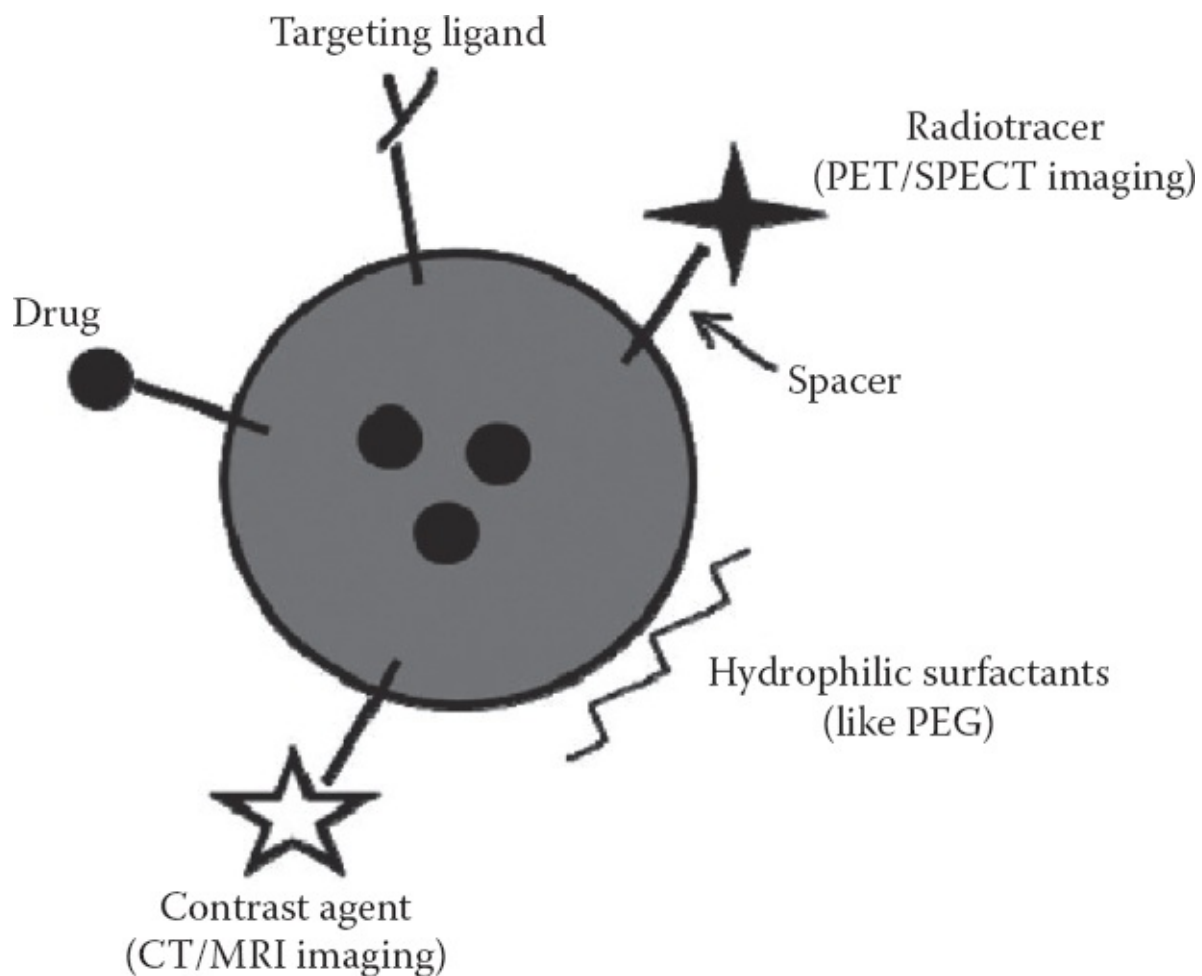 Targeting ligand
Radiotracer
(PET/SPECT imaging)
Drug
Spacer
Hydrophilic surfactants
(like PEG)
Contrast agent
(CT/MRI imaging)